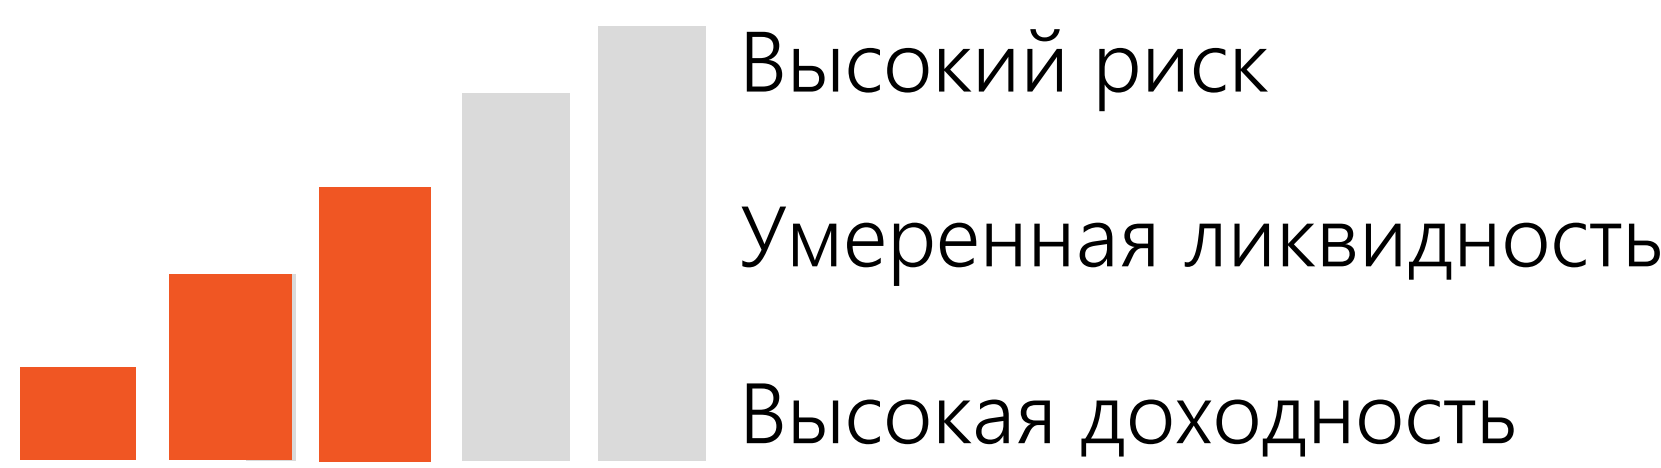 Высокий риск
Умеренная ликвидность
Высокая доходность